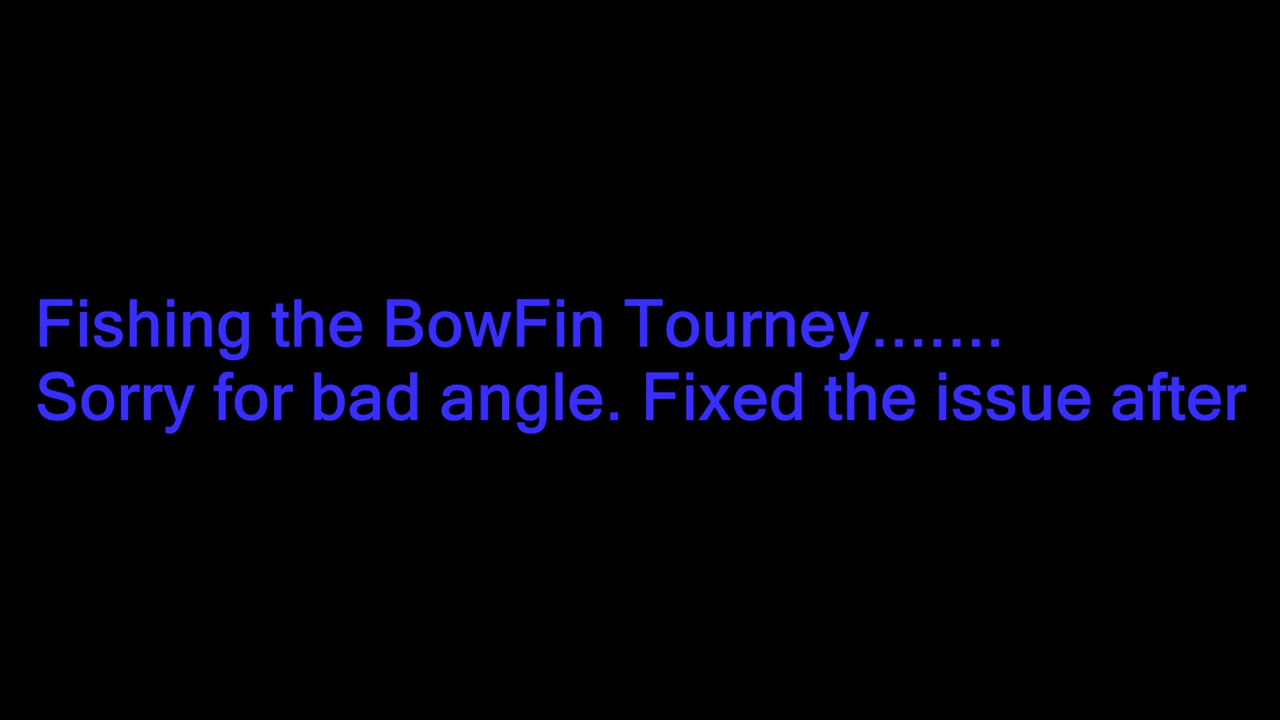 Fishing the BowFin Tourney.......
Sorry for bad angle. Fixed the issue after